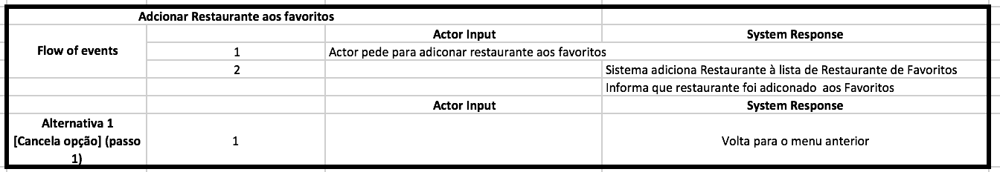 Adcionar Restaurante aos favoritos
Flow of events
Actor Input System Response
1 Actor pede para adiconar restaurante aos favoritos
2 Sistema adiciona Restaurante à lista de Restaurante de Favoritos
Informa que restaurante foi adiconado aos Favoritos
Actor Input System Response
Alternativa 1
[Cancela opção] (passo
1)
1 Volta para o menu anterior